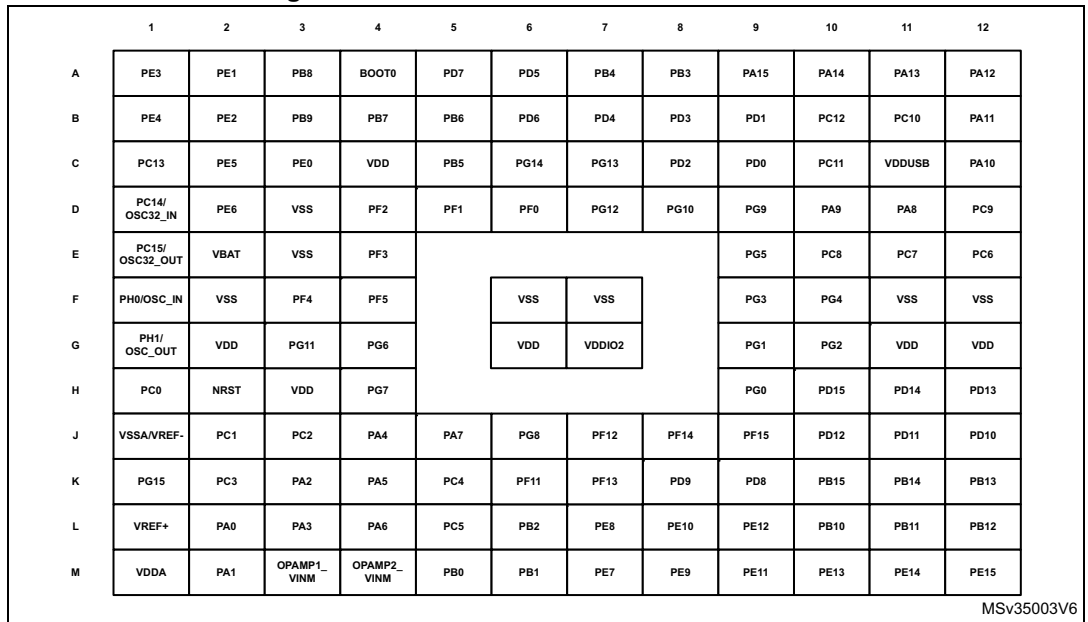 1 2 3 4 5 6 7 8 9 10 11 12
A PE3 PE1 PB8 BOOT0 PD7 PD5 PB4 PB3 PA15 PA14 PA13 PA12
B PE4 PE2 PB9 PB7 PB6 PD6 PD4 PD3 PD1 PC12 PC10 PA11
C PC13 PE5 PE0 VDD PB5 PG14 PG13 PD2 PD0 PC11 VDDUSB PA10
D PC14/ OSC32_IN PE6 VSS PF2 PF1 PF0 PG12 PG10 PG9 PA9 PA8 PC9
E PC15/ OSC32_OUT VBAT VSS PF3 PG5 PC8 PC7 PC6
F PH0/OSC_IN VSS PF4 PF5 VSS VSS PG3 PG4 VSS VSS
G PH1/ OSC_OUT VDD PG11 PG6 VDD VDDIO2 PG1 PG2 VDD VDD
H PC0 NRST VDD PG7 PG0 PD15 PD14 PD13
J VSSA/VREF- PC1 PC2 PA4 PA7 PG8 PF12 PF14 PF15 PD12 PD11 PD10
K PG15 PC3 PA2 PA5 PC4 PF11 PF13 PD9 PD8 PB15 PB14 PB13
L VREF+ PA0 PA3 PA6 PC5 PB2 PE8 PE10 PE12 PB10 PB11 PB12
M VDDA PA1 OPAMP1_ VINM OPAMP2_ VINM PB0 PB1 PE7 PE9 PE11 PE13 PE14 PE15
MSv35003V6